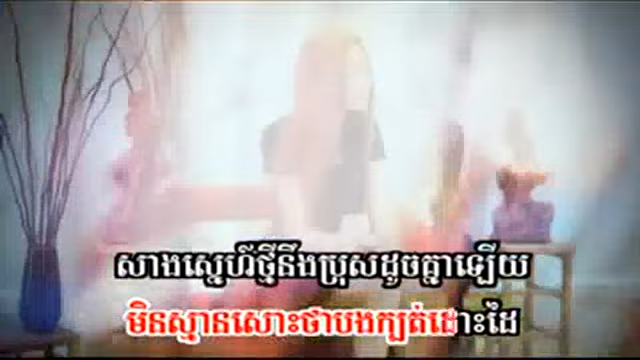 សាងស្នេហ៍ថ្មីនឹងប្រុសដូចគ្នាឡើយ
មិនស្មានសោះថាបងក្បត់ដោះដៃ